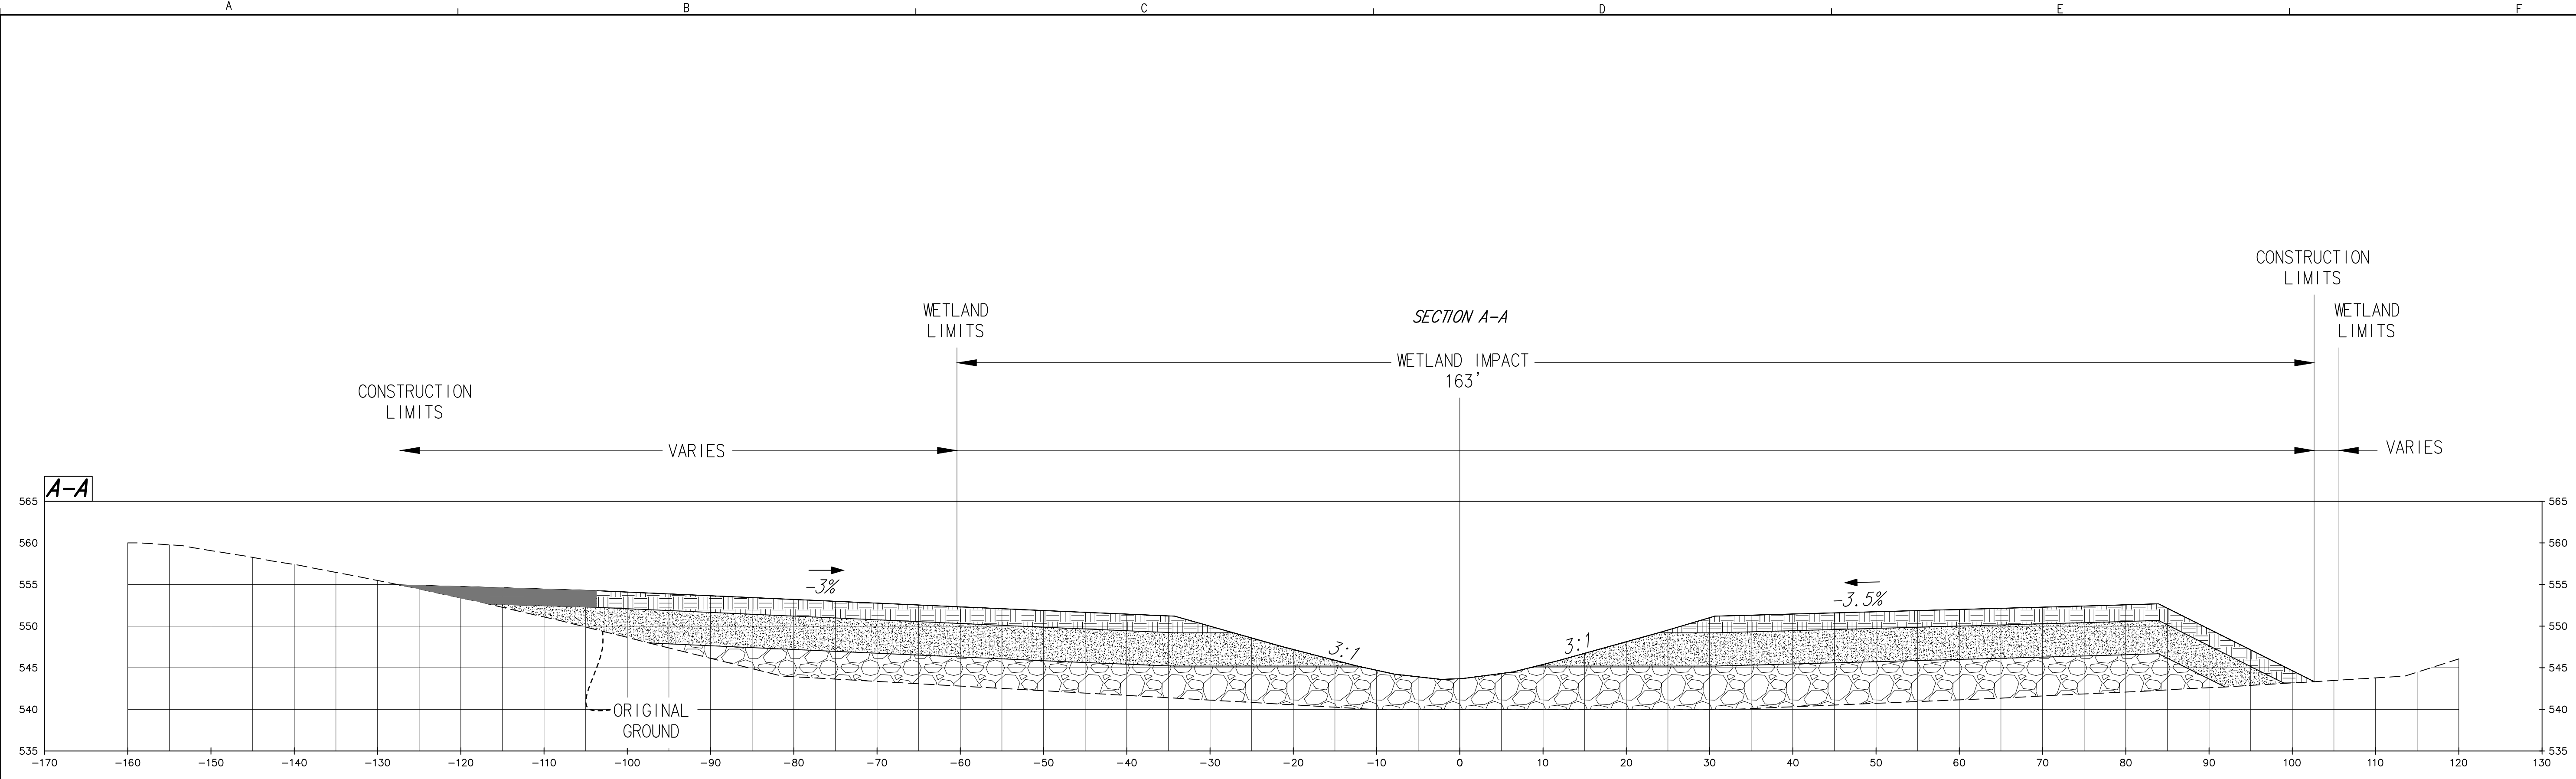 A B C D E F
CONSTRUCTION
LIMITS
WETLAND
LIMITS
SECTION A-A
WETLAND
LIMITS
WETLAND IMPACT
163'
CONSTRUCTION
LIMITS
VARIES
VARIES
A-A
565 565
560 560
555 555
550 550
545 545
540 540
535 535
-3%
-3.5%
3:1
3:1
ORIGINAL
GROUND
-170 -160 -150 -140 -130 -120 -110 -100 -90 -80 -70 -60 -50 -40 -30 -20 -10 0 10 20 30 40 50 60 70 80 90 100 110 120 130